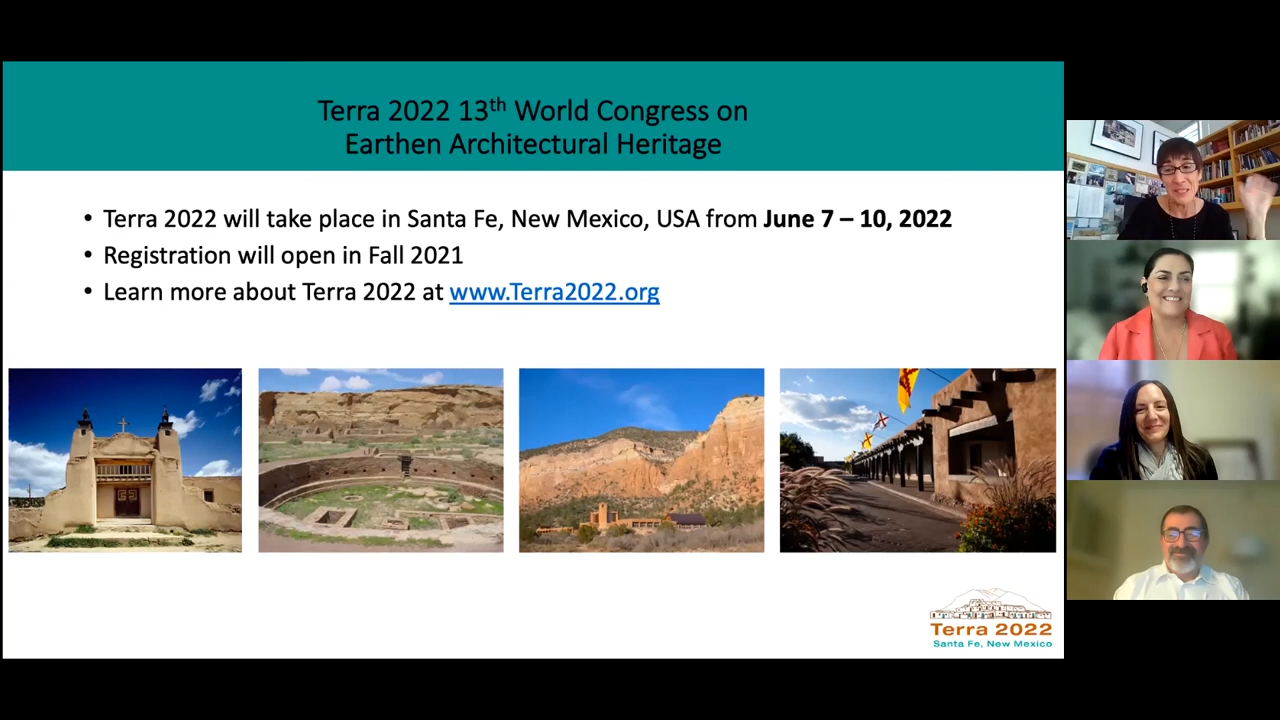 Terra 2022 13th World Congress on
Earthen Architectural Heritage
• Terra 2022 will take place in Santa Fe, New Mexico, USA from June 7 – 10, 2022
• Registration will open in Fall 2021
• Learn more about Terra 2022 at www.Terra2022.org
Terra 2022
Santa Fe, New Mexico